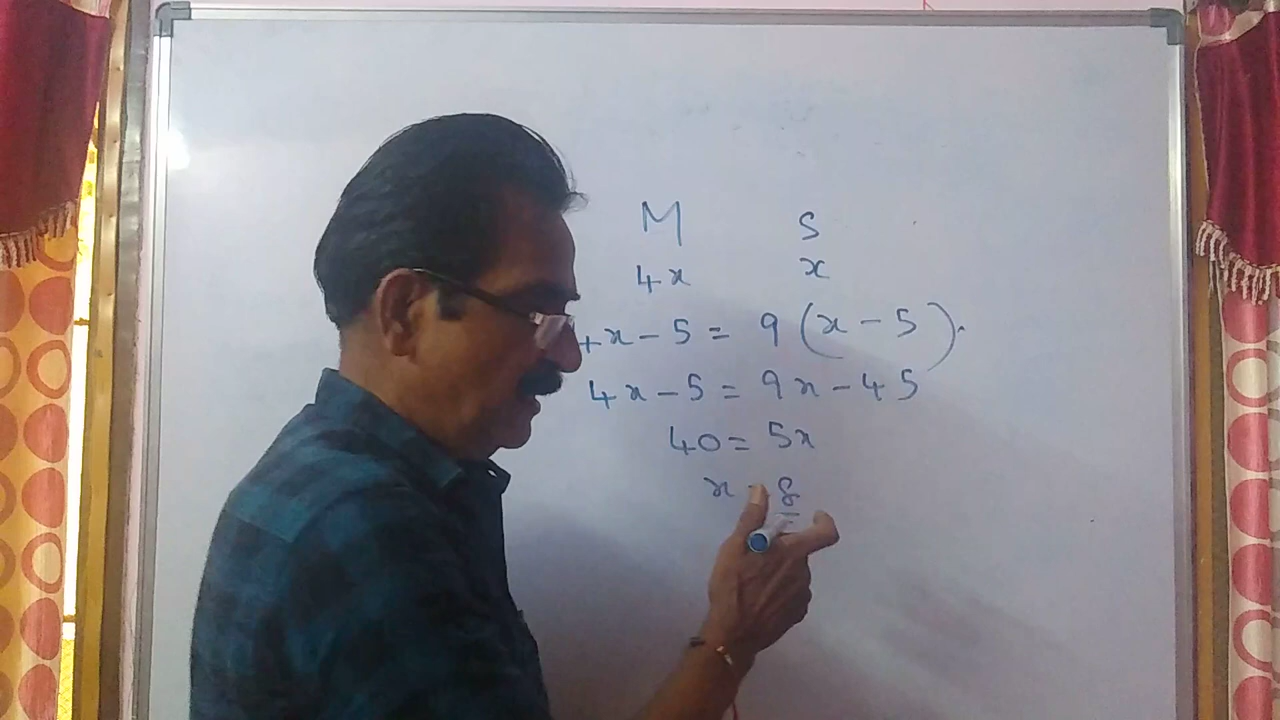 M S
4x x
4x - 5 = 9 (x - 5).
4x - 5 = 9x - 45
40 = 5x
x = 8